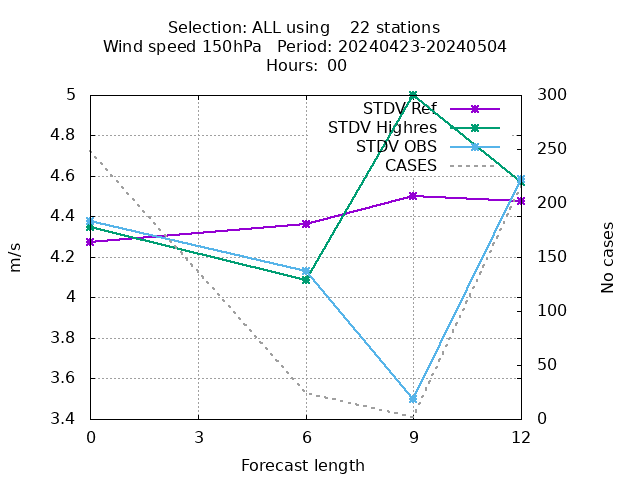 Selection: ALL using    22 stations
Wind speed 150hPa   Period: 20240423-20240504
Hours: 00
5
4.8
4.6
4.4
4.2
4
3.8
3.6
3.4
300
250
200
150
100
50
0
STDV Ref
STDV Highres
STDV OBS
CASES
m/s
No cases
0 3 6 9 12
Forecast length